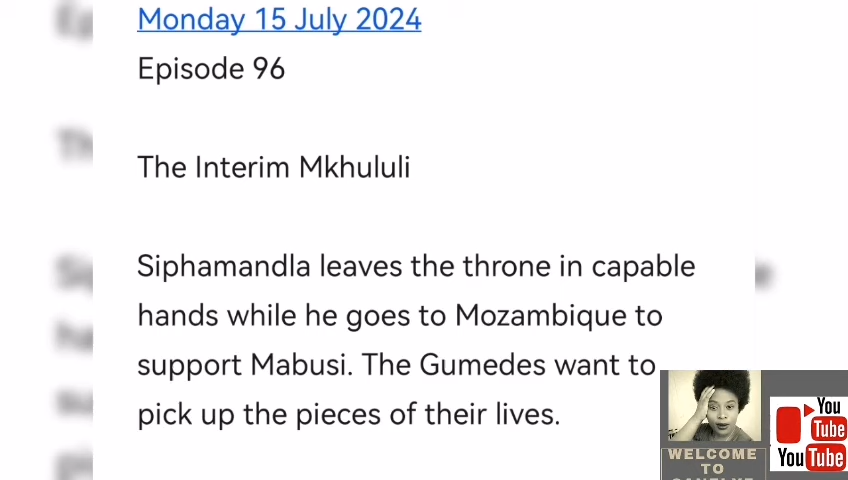 Monday 15 July 2024
Episode 96
The Interim Mkhululi
Siphamandla leaves the throne in capable
hands while he goes to Mozambique to
support Mabusi. The Gumedes want to
pick up the pieces of their lives.
You
Tube
YouTube
WELCOME
TO